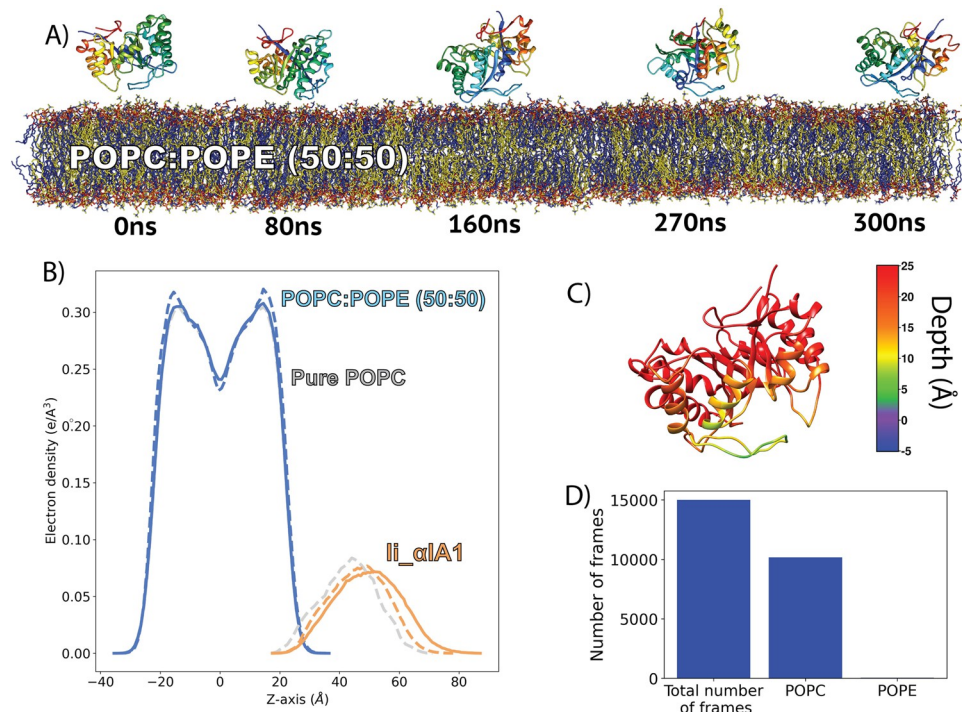 A)
POPC:POPE (50:50)
0ns 80ns 160ns 270ns 300ns
B)
POPC:POPE (50:50)
Pure POPC
li_αIA1
0.30
0.25
0.20
0.15
0.10
0.05
0.00
Electron density (e/Å³)
−40 −20 0 20 40 60 80
Z-axis (Å)
C)
25
20
15
10
5
0
-5
Depth (Å)
D)
15000
10000
5000
0
Number of frames
Total number
of frames
POPC
POPE